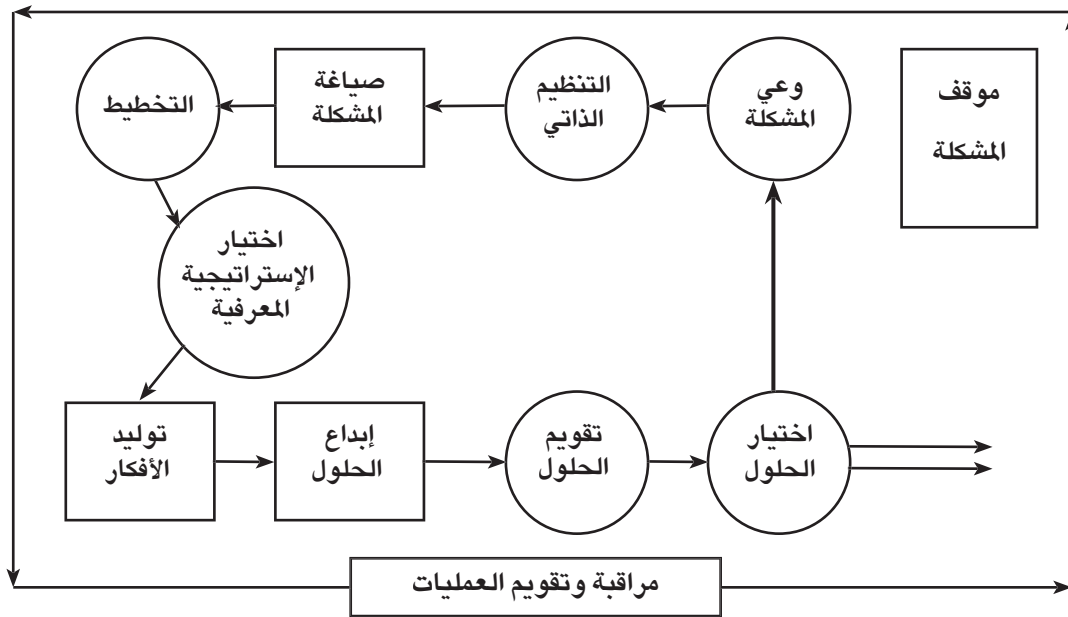 موقف
المشكلة
وعي
المشكلة
التنظيم
الذاتي
صياغة
المشكلة
التخطيط
اختيار
الإستراتيجية
المعرفية
توليد
الأفكار
إبداع
الحلول
تقويم
الحلول
اختيار
الحلول
مراقبة وتقويم العمليات